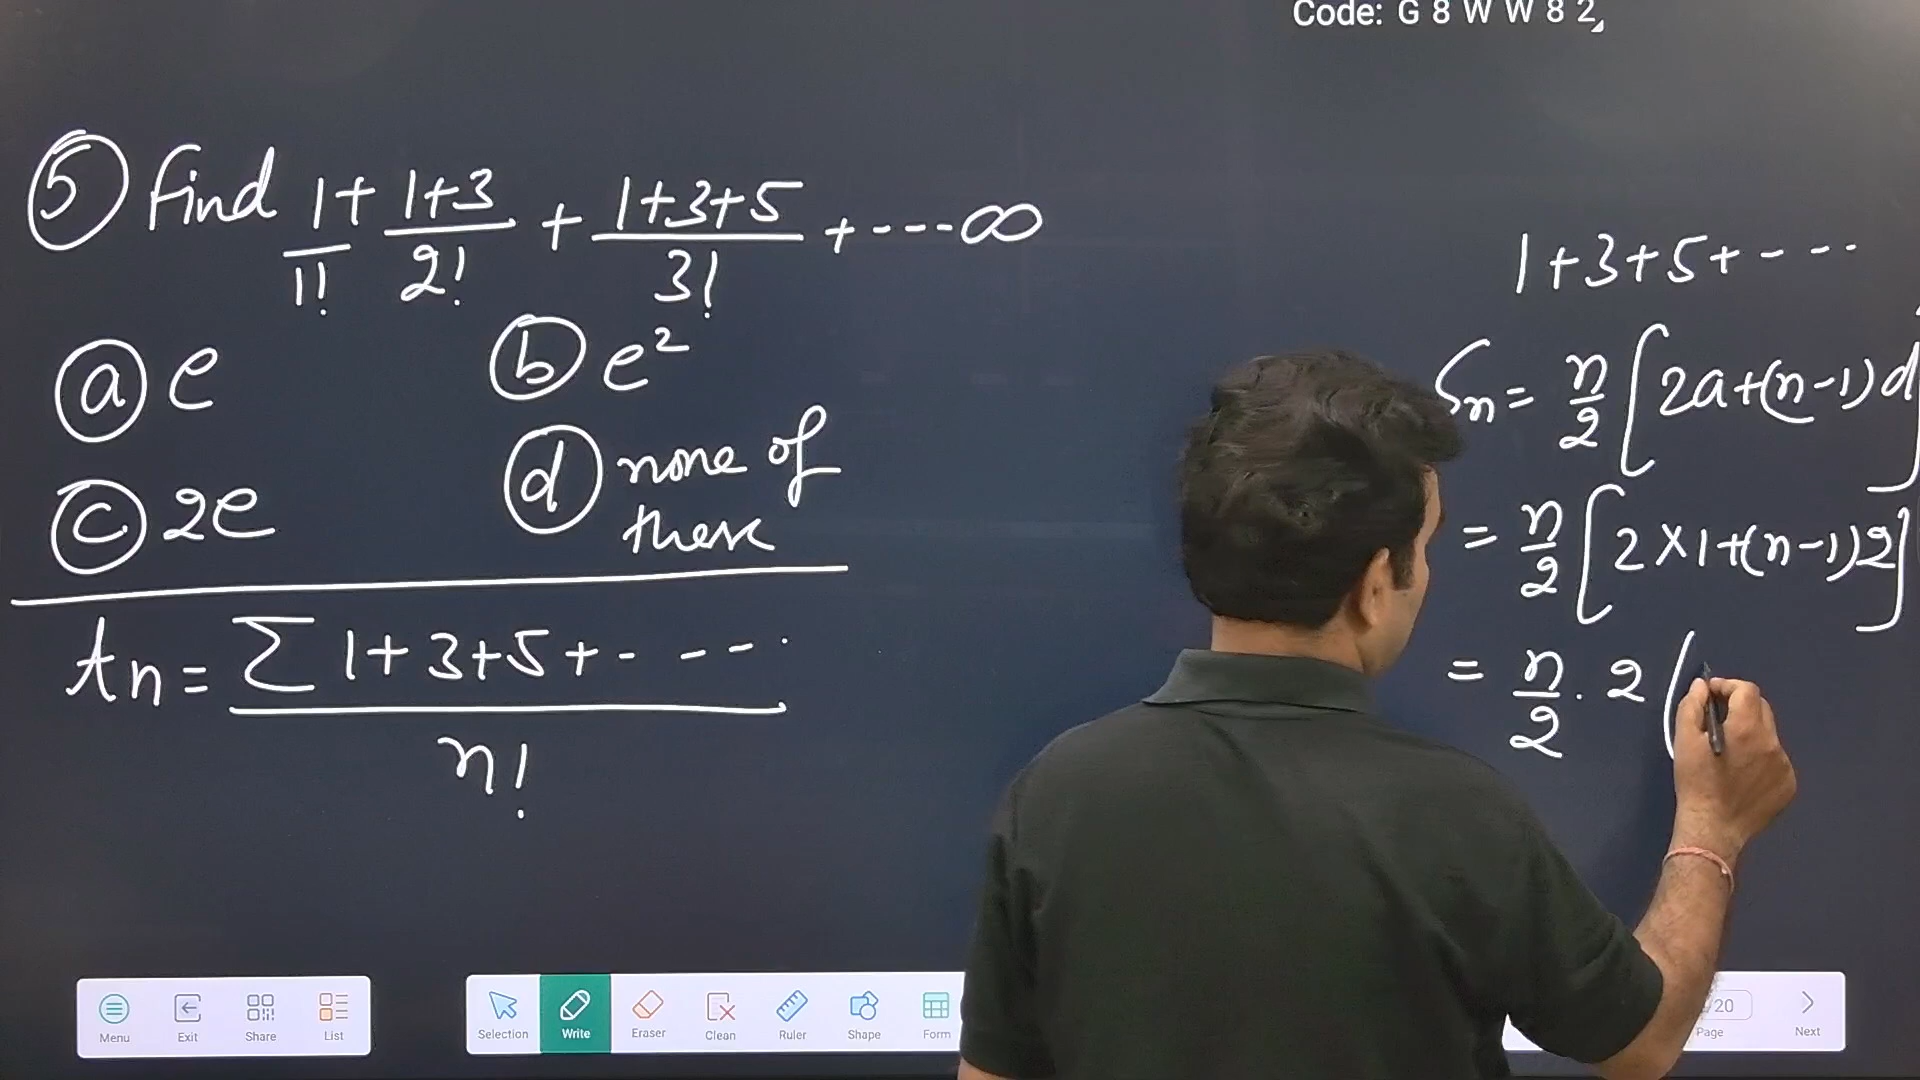 Code: G 8 W W 8 2
⑤ Find 1/1! + (1+3)/2! + (1+3+5)/3! + ---- ∞
ⓐ e ⓑ e²
ⓒ 2e ⓓ none of these
tn = Σ 1+3+5+- - - - / n!
1+3+5+- - -
Sn = n/2 [2a+(n-1)d]
= n/2 [2×1+(n-1)2]
= n/2 . 2 (
Menu Exit Share List Selection Write Eraser Clean Ruler Shape Form /20 Page Next